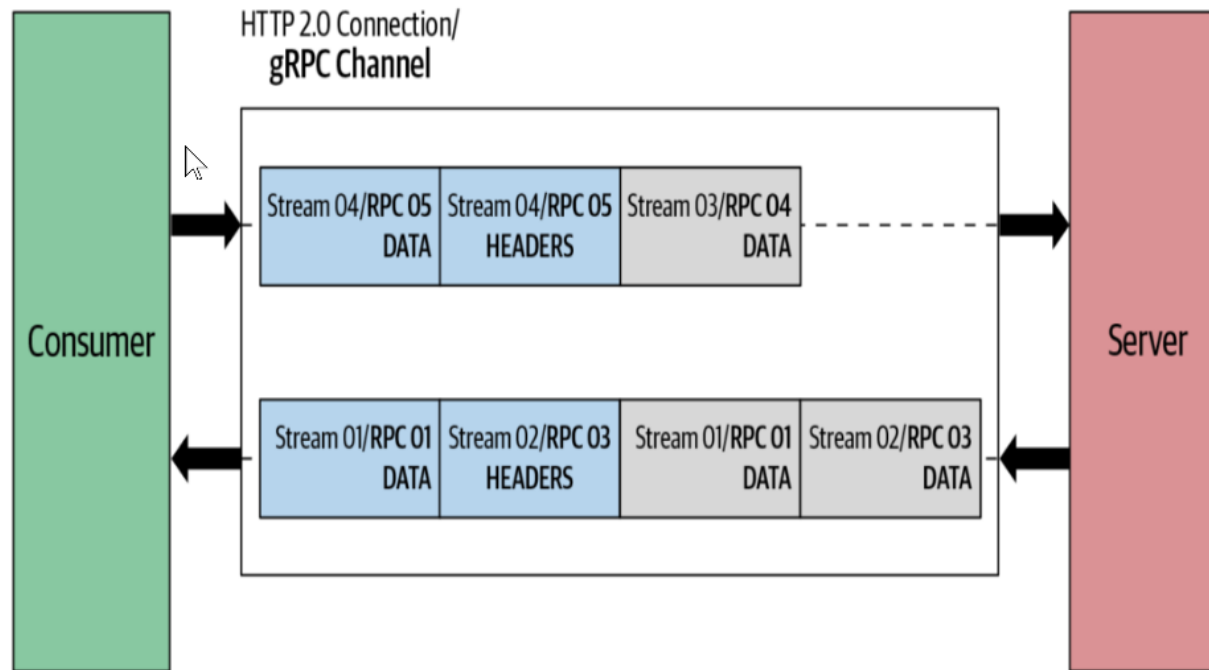 HTTP 2.0 Connection/
gRPC Channel
Consumer
Stream 04/RPC 05
DATA
Stream 04/RPC 05
HEADERS
Stream 03/RPC 04
DATA
Stream 01/RPC 01
DATA
Stream 02/RPC 03
HEADERS
Stream 01/RPC 01
DATA
Stream 02/RPC 03
DATA
Server